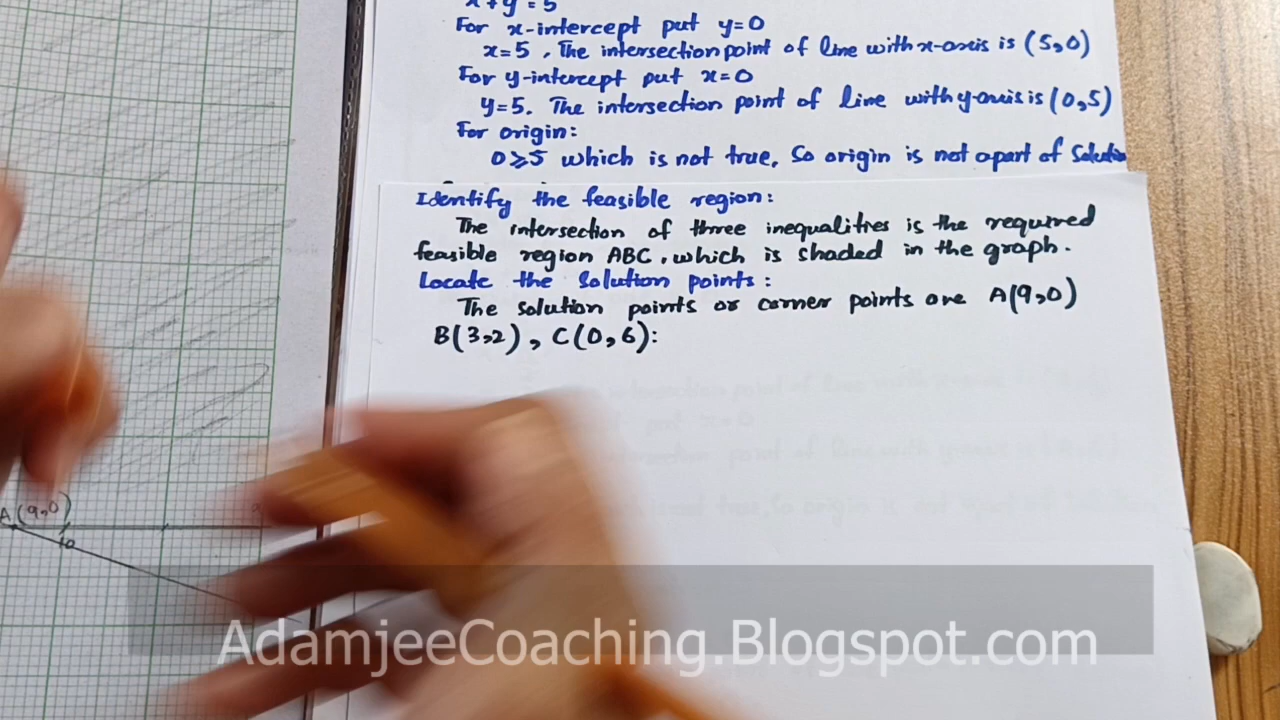 x+y=5
For x-intercept put y=0
x=5, The intersection point of line with x-axis is (5,0)
For y-intercept put x=0
y=5. The intersection point of line with y-axis is (0,5)
For origin:
0⩾5 which is not true, So origin is not apart of Solution
Identify the feasible region:
The intersection of three inequalities is the required
feasible region ABC, which is shaded in the graph.
Locate the solution points:
The solution points or corner points are A(9,0)
B(3,2), C(0,6):
A(9,0)
10
AdamjeeCoaching.Blogspot.com